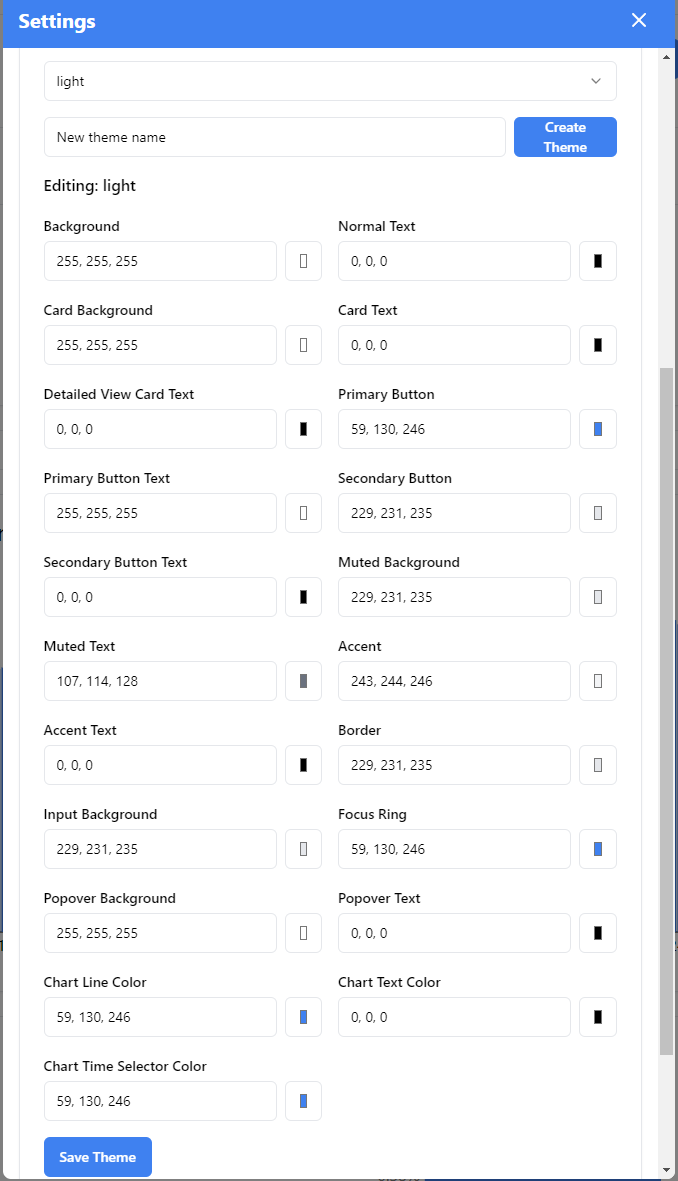 Settings
light
New theme name
Create
Theme
Editing: light
Background
Normal Text
255, 255, 255
0, 0, 0
Card Background
Card Text
255, 255, 255
0, 0, 0
Detailed View Card Text
Primary Button
0, 0, 0
59, 130, 246
Primary Button Text
Secondary Button
255, 255, 255
229, 231, 235
Secondary Button Text
Muted Background
0, 0, 0
229, 231, 235
Muted Text
Accent
107, 114, 128
243, 244, 246
Accent Text
Border
0, 0, 0
229, 231, 235
Input Background
Focus Ring
229, 231, 235
59, 130, 246
Popover Background
Popover Text
255, 255, 255
0, 0, 0
Chart Line Color
Chart Text Color
59, 130, 246
0, 0, 0
Chart Time Selector Color
59, 130, 246
Save Theme